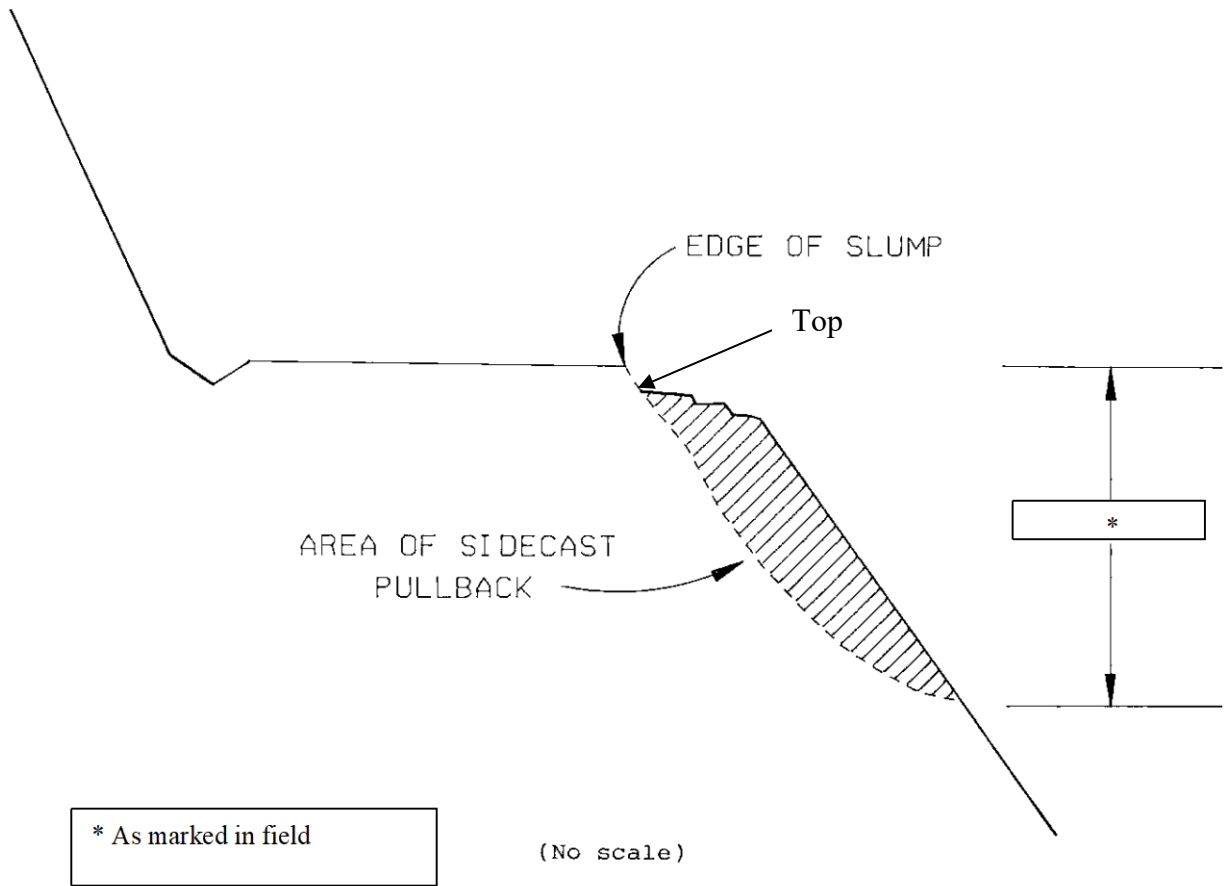 EDGE OF SLUMP
Top
*
AREA OF SIDECAST
PULLBACK
* As marked in field
(No scale)